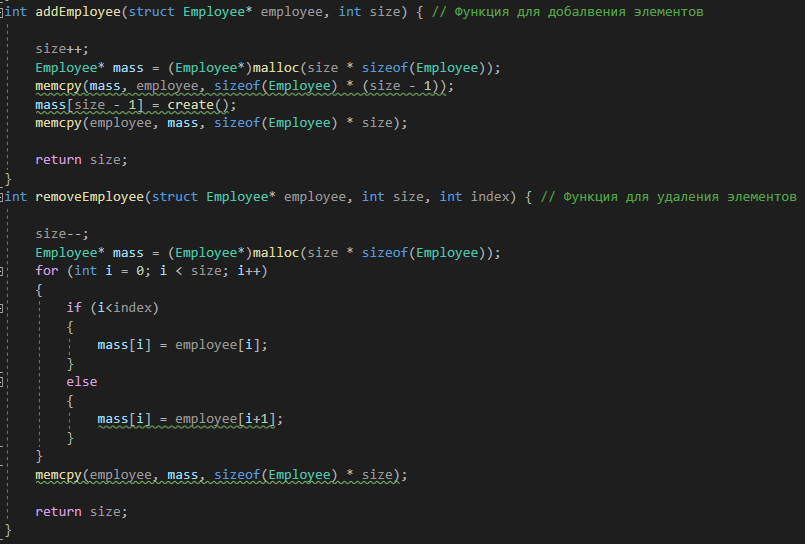 int addEmployee(struct Employee* employee, int size) { // Функция для добалвения элементов
size++;
Employee* mass = (Employee*)malloc(size * sizeof(Employee));
memcpy(mass, employee, sizeof(Employee) * (size - 1));
mass[size - 1] = create();
memcpy(employee, mass, sizeof(Employee) * size);
return size;
}
int removeEmployee(struct Employee* employee, int size, int index) { // Функция для удаления элементов
size--;
Employee* mass = (Employee*)malloc(size * sizeof(Employee));
for (int i = 0; i < size; i++)
{
if (i<index)
{
mass[i] = employee[i];
}
else
{
mass[i] = employee[i+1];
}
}
memcpy(employee, mass, sizeof(Employee) * size);
return size;
}